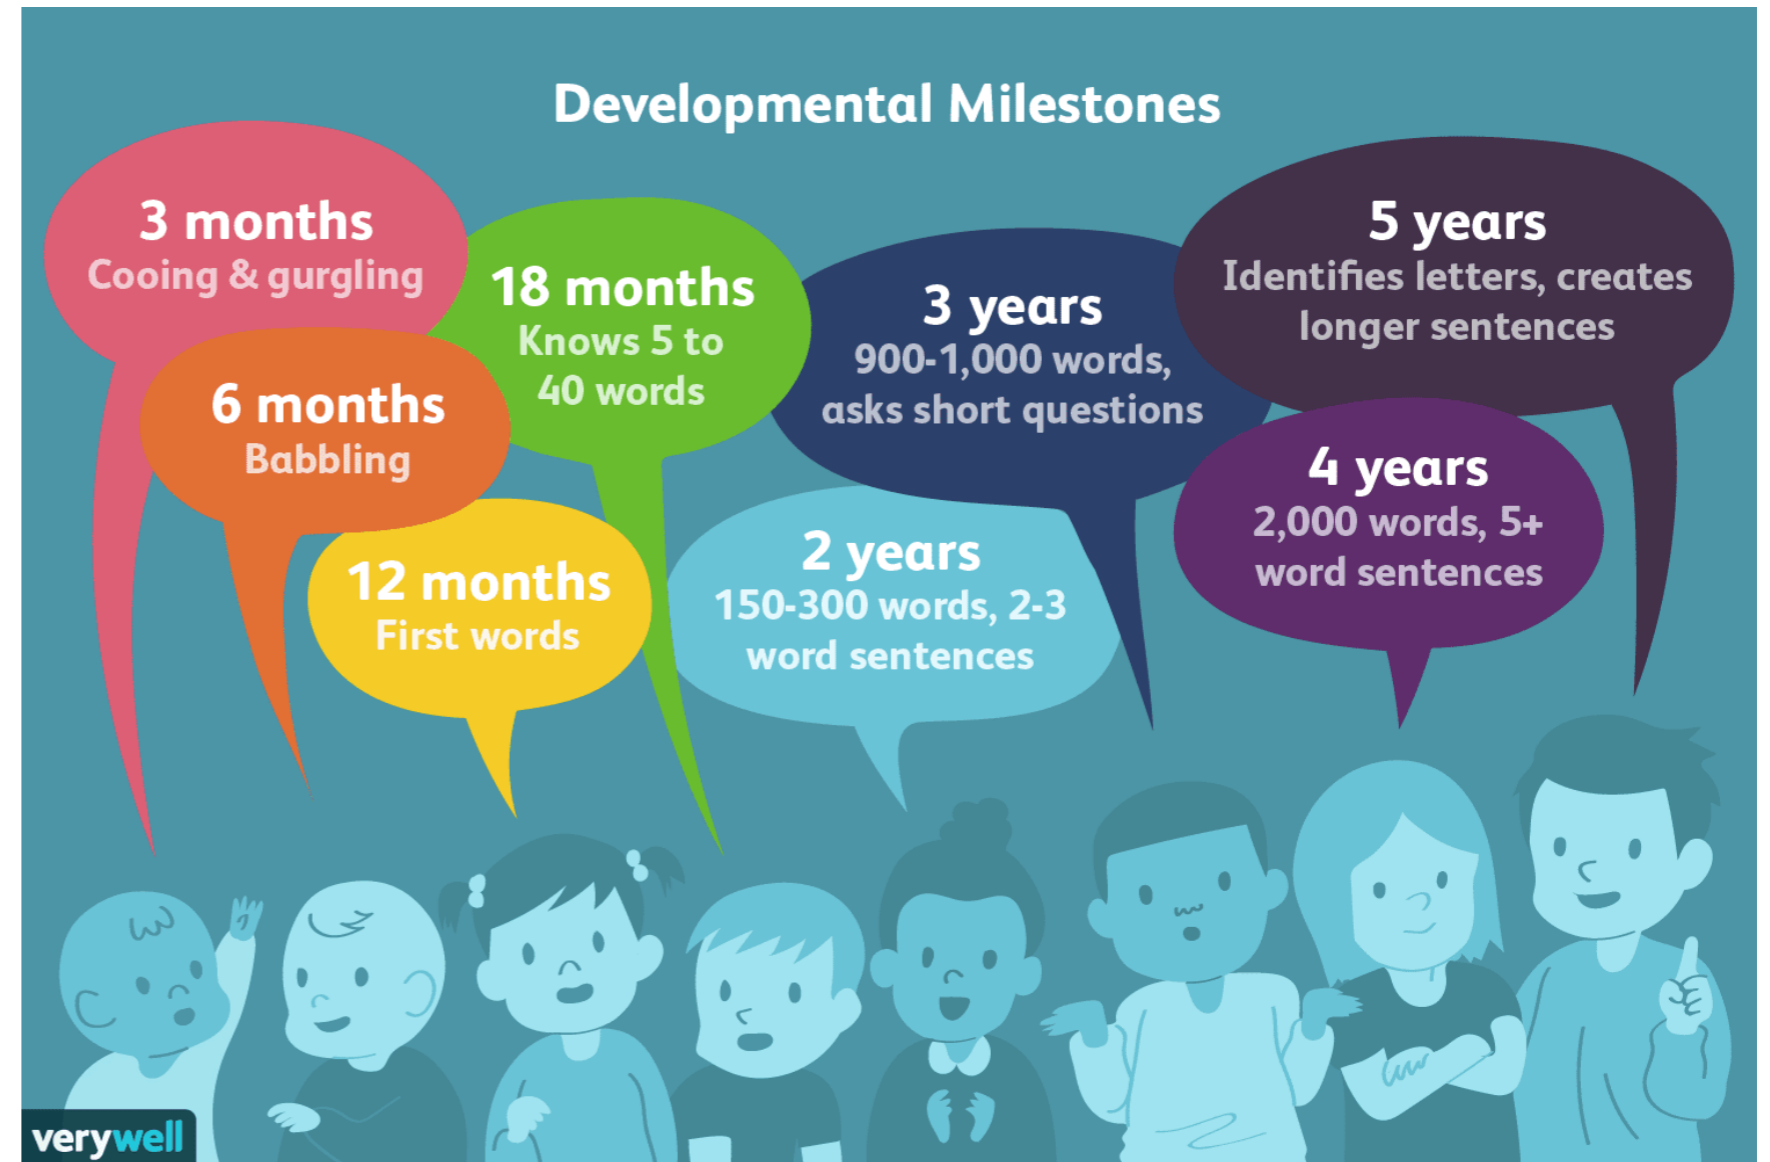 Developmental Milestones
3 months
Cooing & gurgling
6 months
Babbling
12 months
First words
18 months
Knows 5 to
40 words
2 years
150-300 words, 2-3
word sentences
3 years
900-1,000 words,
asks short questions
4 years
2,000 words, 5+
word sentences
5 years
Identifies letters, creates
longer sentences
verywell